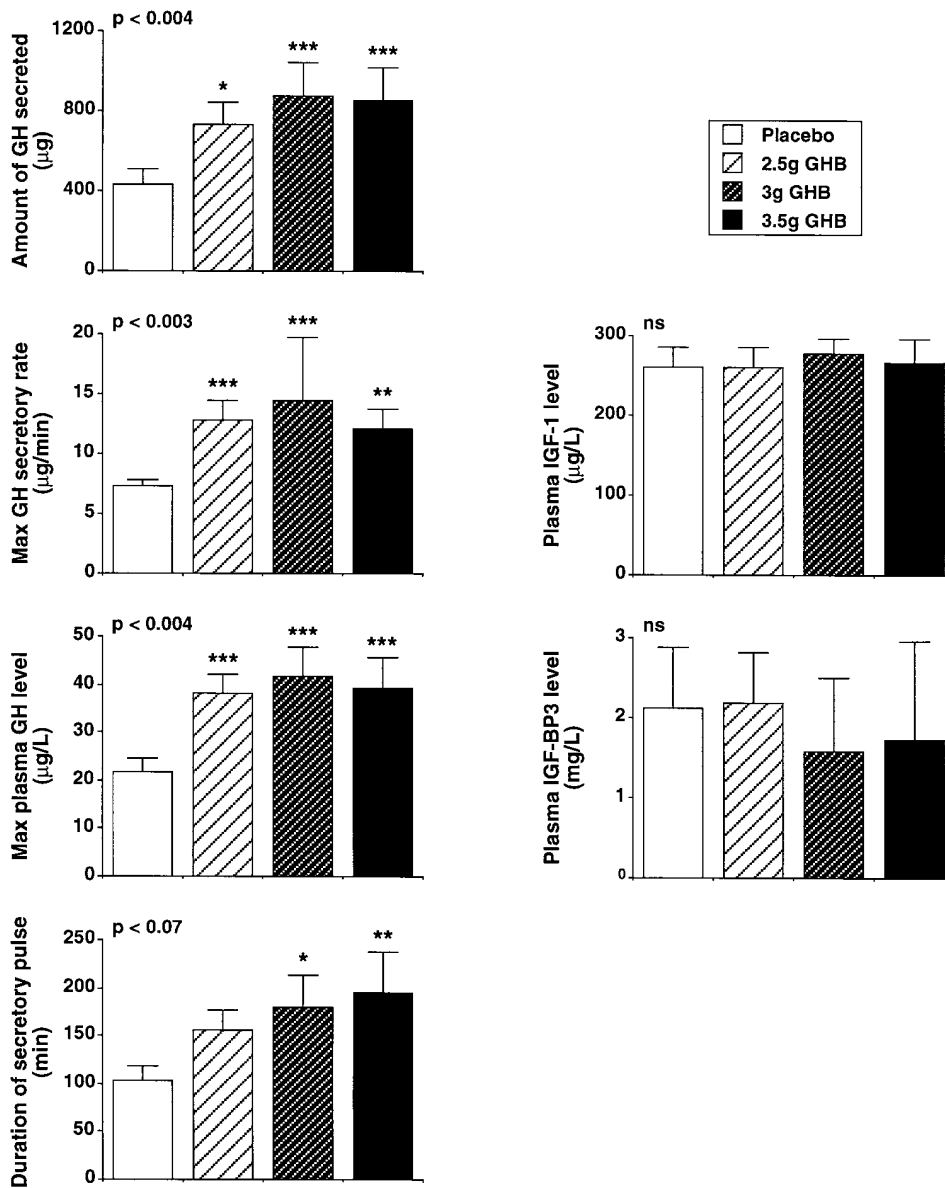 p < 0.004
Amount of GH secreted
(μg)
1200
800
400
0
*
***
***
Placebo
2.5g GHB
3g GHB
3.5g GHB
p < 0.003
Max GH secretory rate
(μg/min)
20
15
10
5
0
***
***
**
ns
Plasma IGF-1 level
(μg/L)
300
200
100
0
p < 0.004
Max plasma GH level
(μg/L)
50
40
30
20
10
0
***
***
***
ns
Plasma IGF-BP3 level
(mg/L)
3
2
1
0
p < 0.07
Duration of secretory pulse
(min)
250
200
150
100
50
0
*
**